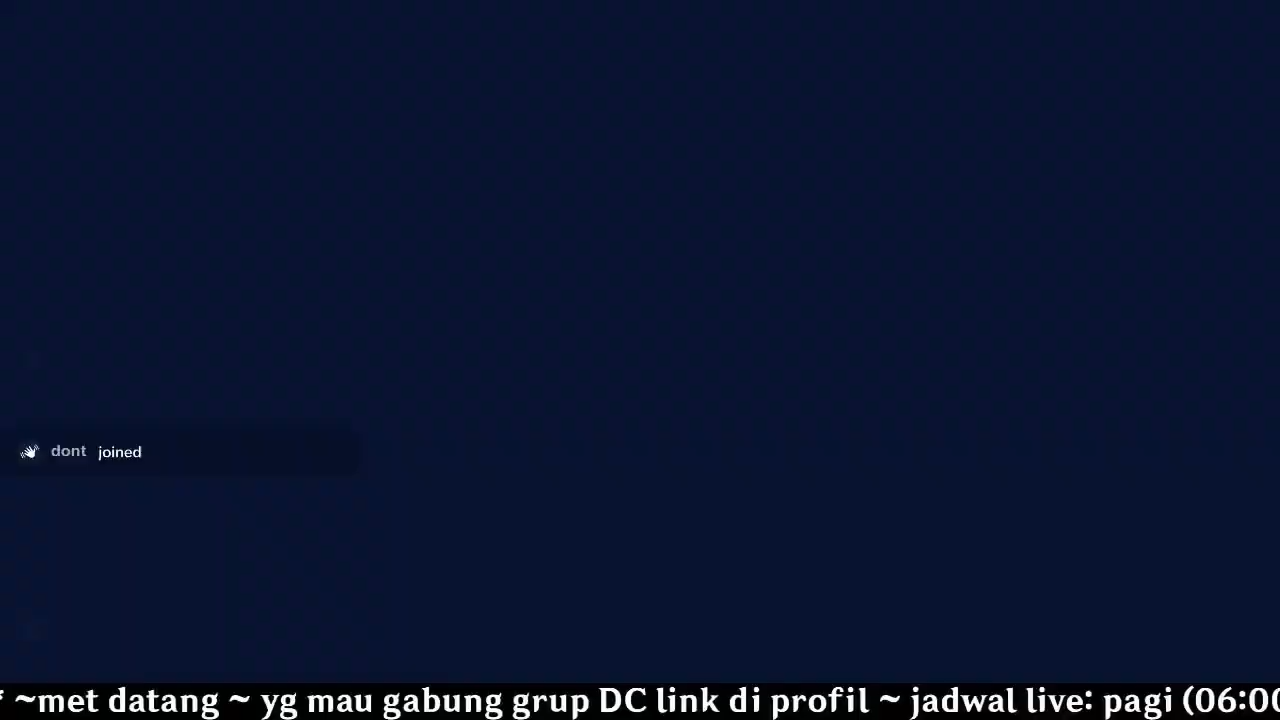 dont joined
* ~met datang ~ yg mau gabung grup DC link di profil ~ jadwal live: pagi (06:00